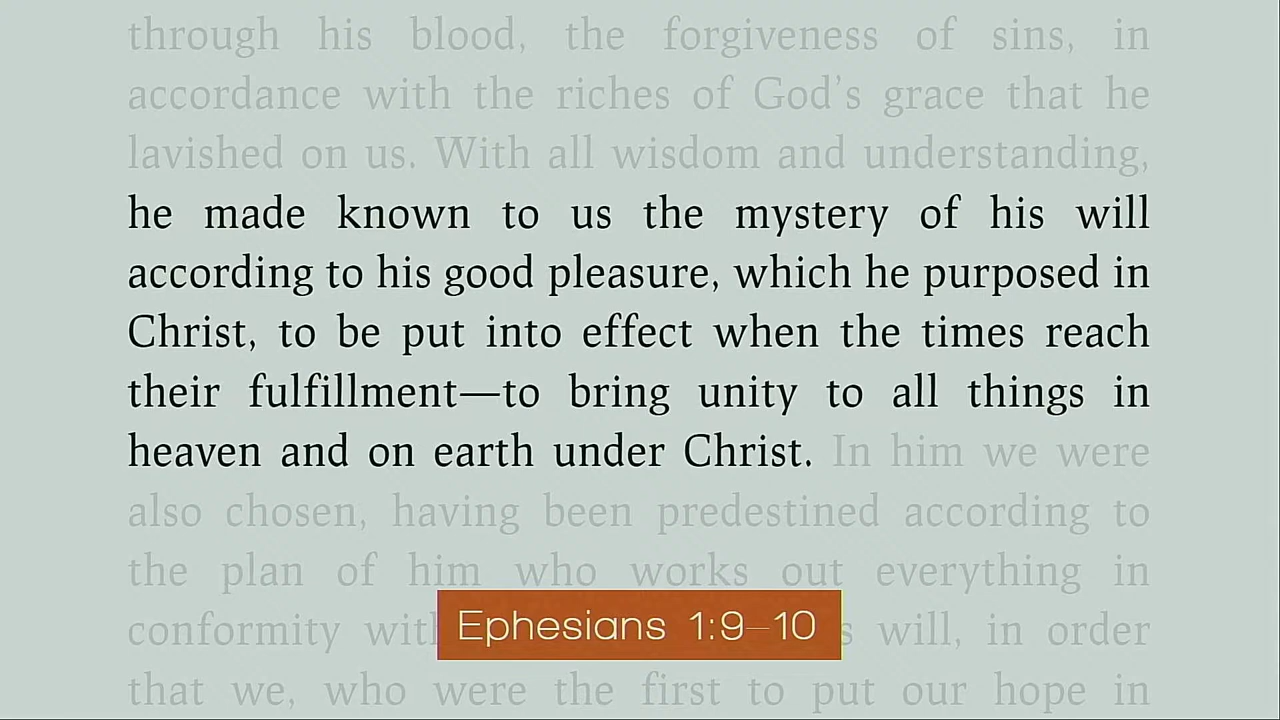 through his blood, the forgiveness of sins, in
accordance with the riches of God's grace that he
lavished on us. With all wisdom and understanding,
he made known to us the mystery of his will
according to his good pleasure, which he purposed in
Christ, to be put into effect when the times reach
their fulfillment—to bring unity to all things in
heaven and on earth under Christ. In him we were
also chosen, having been predestined according to
the plan of him who works out everything in
conformity will, in order
Ephesians 1:9–10
that we, who were the first to put our hope in